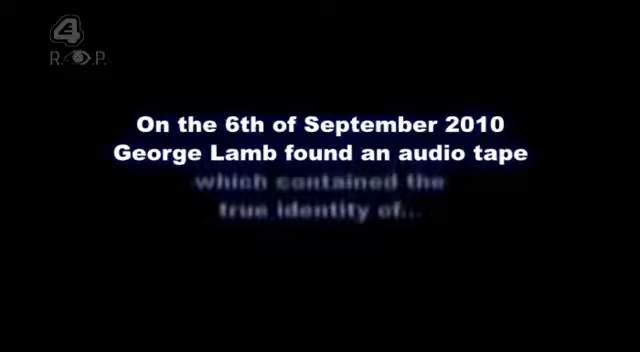 4
R. .P.
On the 6th of September 2010
George Lamb found an audio tape
which contained the
true identity of...